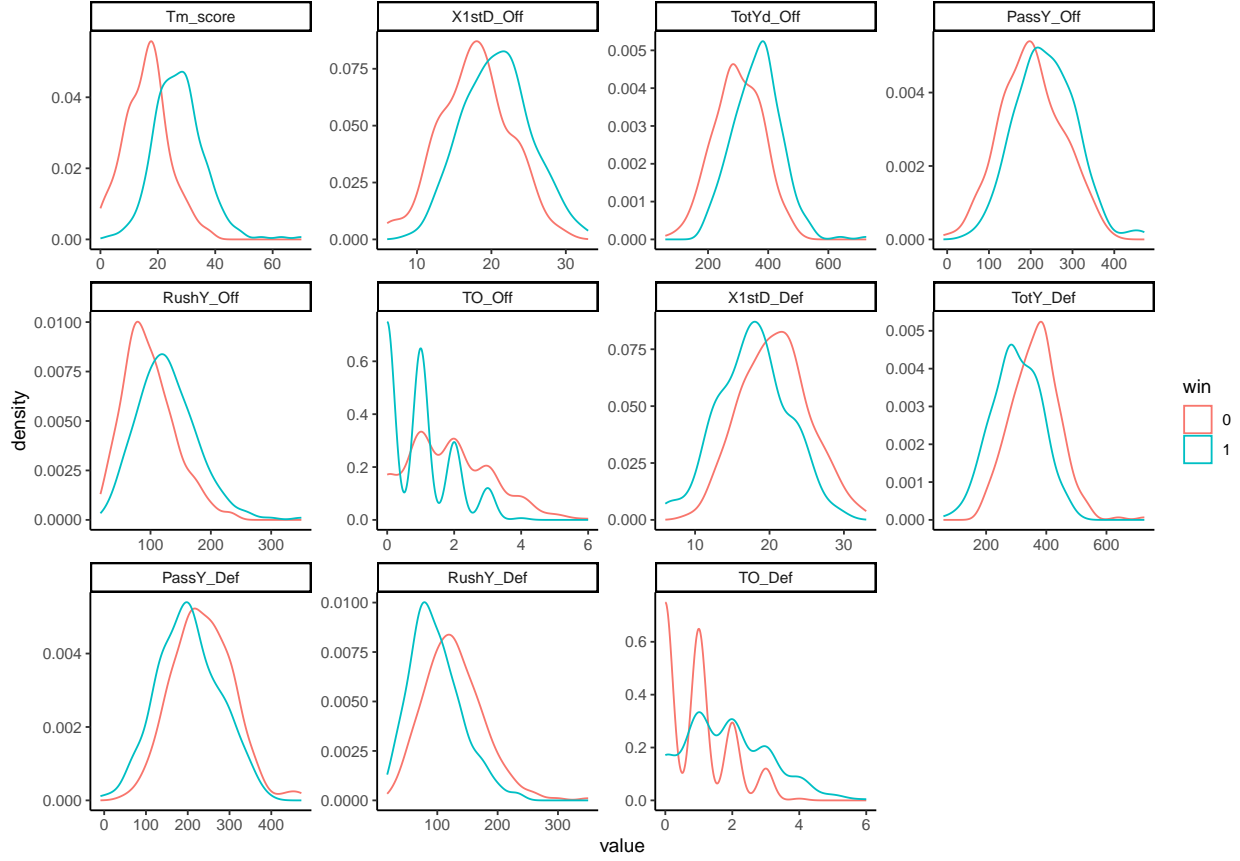 Tm_score
X1stD_Off
TotYd_Off
PassY_Off
0.04
0.02
0.00
0 20 40 60
0.075
0.050
0.025
0.000
10 20 30
0.005
0.004
0.003
0.002
0.001
0.000
200 400 600
0.004
0.002
0.000
0 100 200 300 400
RushY_Off
TO_Off
X1stD_Def
TotY_Def
0.0100
0.0075
0.0050
0.0025
0.0000
100 200 300
0.6
0.4
0.2
0.0
0 2 4 6
0.075
0.050
0.025
0.000
10 20 30
0.005
0.004
0.003
0.002
0.001
0.000
200 400 600
PassY_Def
RushY_Def
TO_Def
0.004
0.002
0.000
0 100 200 300 400
0.0100
0.0075
0.0050
0.0025
0.0000
100 200 300
0.6
0.4
0.2
0.0
0 2 4 6
density
value
win
0
1